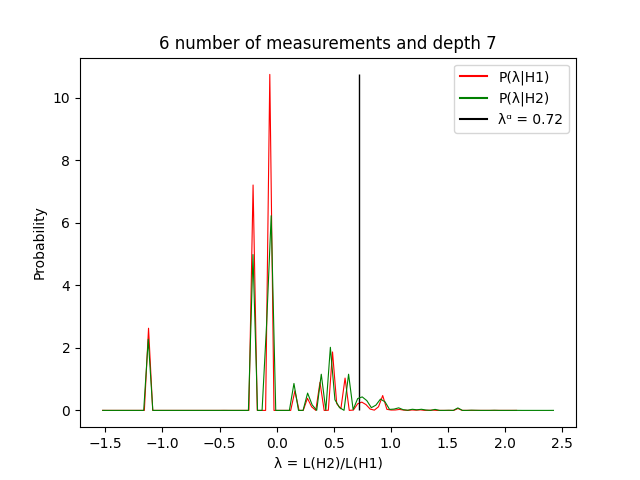 6 number of measurements and depth 7
P(λ|H1)
P(λ|H2)
λᵅ = 0.72
Probability
10
8
6
4
2
0
−1.5 −1.0 −0.5 0.0 0.5 1.0 1.5 2.0 2.5
λ = L(H2)/L(H1)